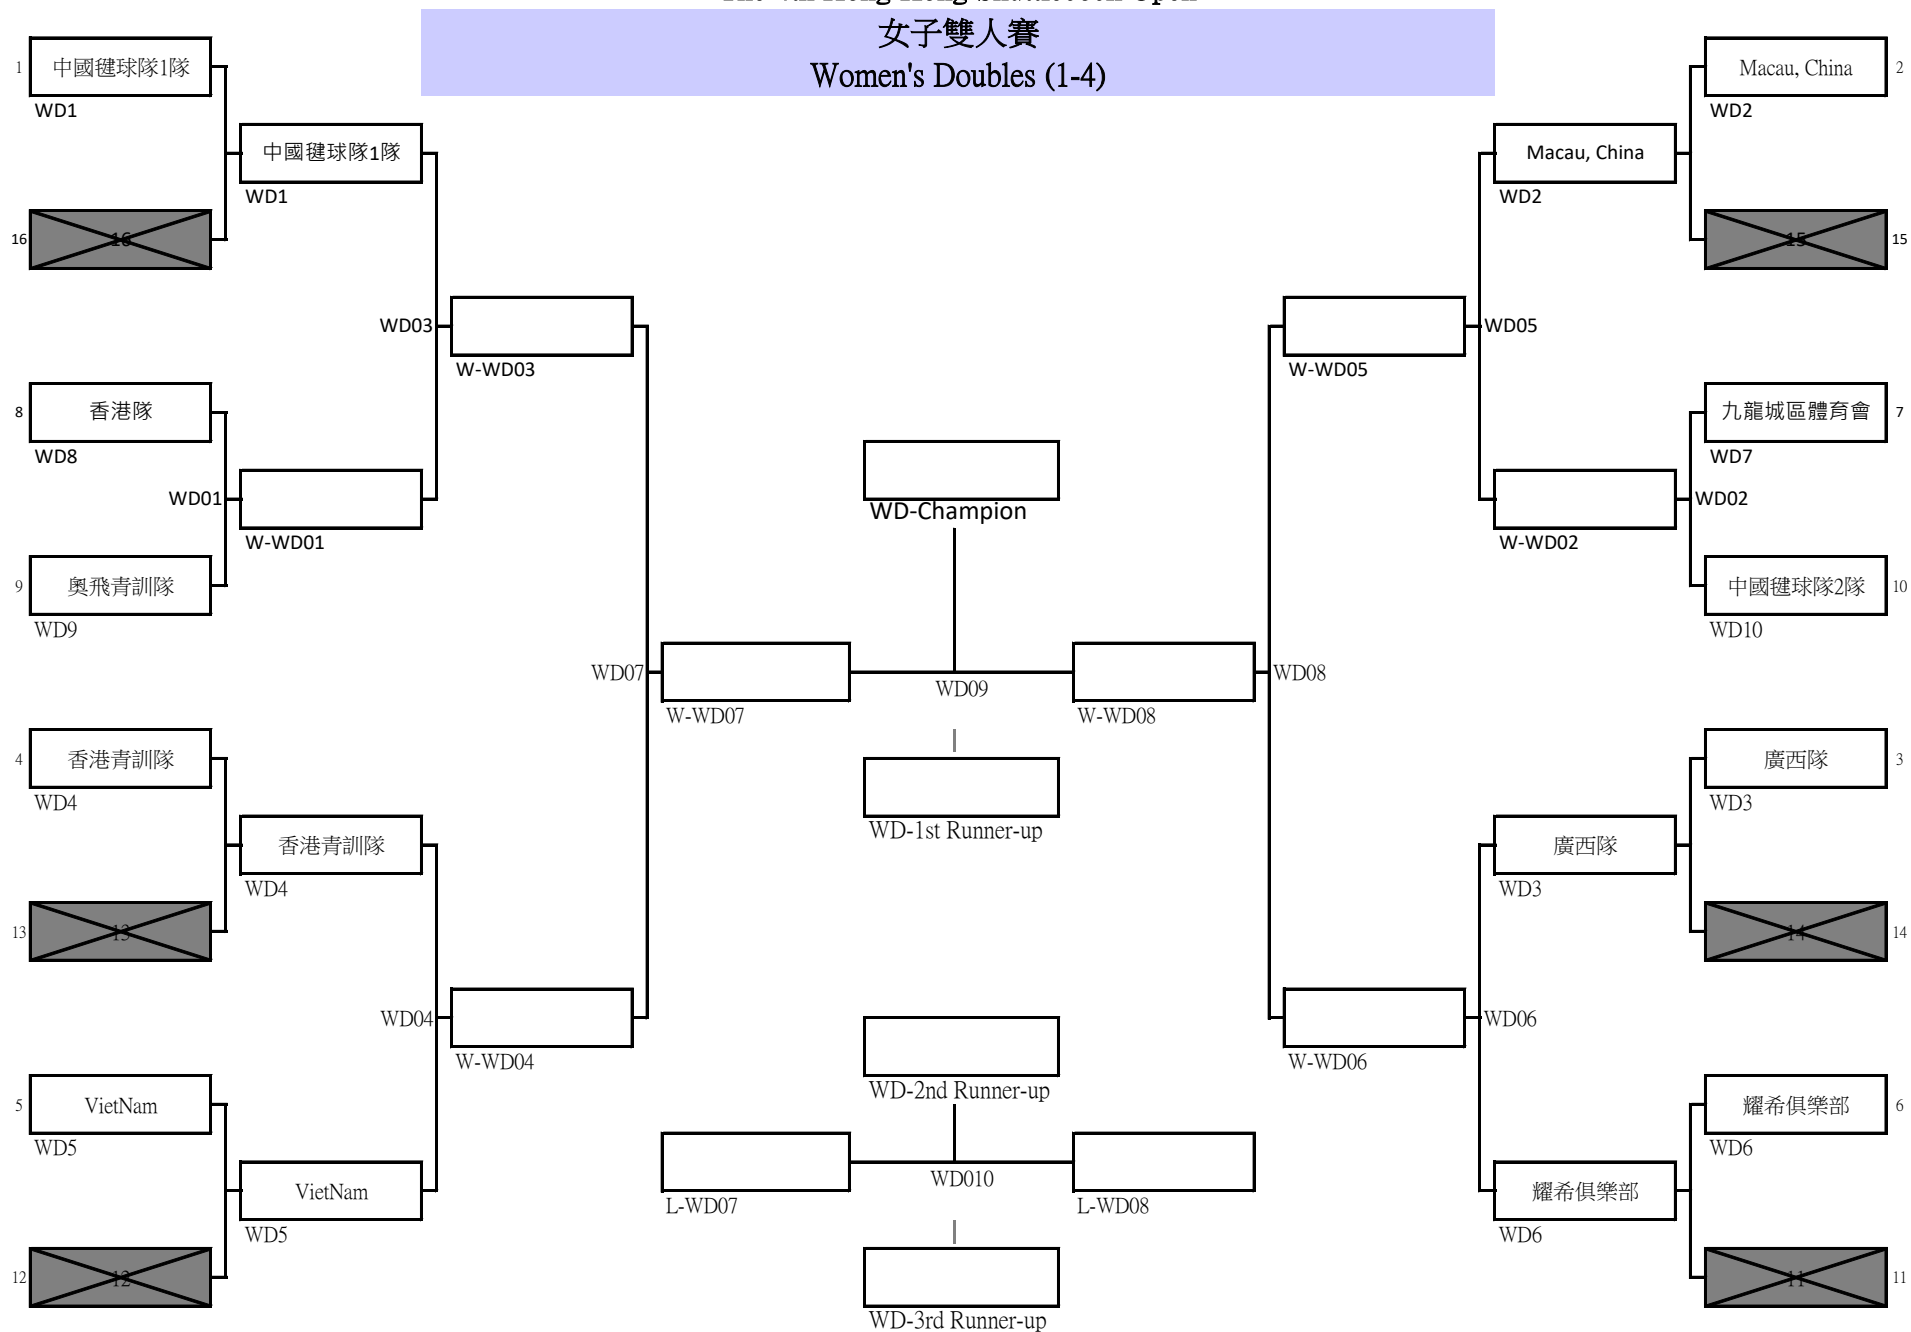 女子雙人賽
Women's Doubles (1-4)
1
中國毽球隊1隊
WD1
中國毽球隊1隊
WD1
16
16
WD03
W-WD03
8
香港隊
WD8
WD01
W-WD01
9
奧飛青訓隊
WD9
WD07
W-WD07
4
香港青訓隊
WD4
香港青訓隊
WD4
13
13
WD04
W-WD04
5
VietNam
WD5
VietNam
WD5
12
12
WD-Champion
WD09
WD-1st Runner-up
WD-2nd Runner-up
L-WD07
WD010
L-WD08
WD-3rd Runner-up
Macau, China
2
WD2
Macau, China
WD2
15
15
WD05
W-WD05
九龍城區體育會
7
WD7
WD02
W-WD02
中國毽球隊2隊
10
WD10
WD08
W-WD08
廣西隊
3
WD3
廣西隊
WD3
14
14
WD06
W-WD06
耀希俱樂部
6
WD6
耀希俱樂部
WD6
11
11